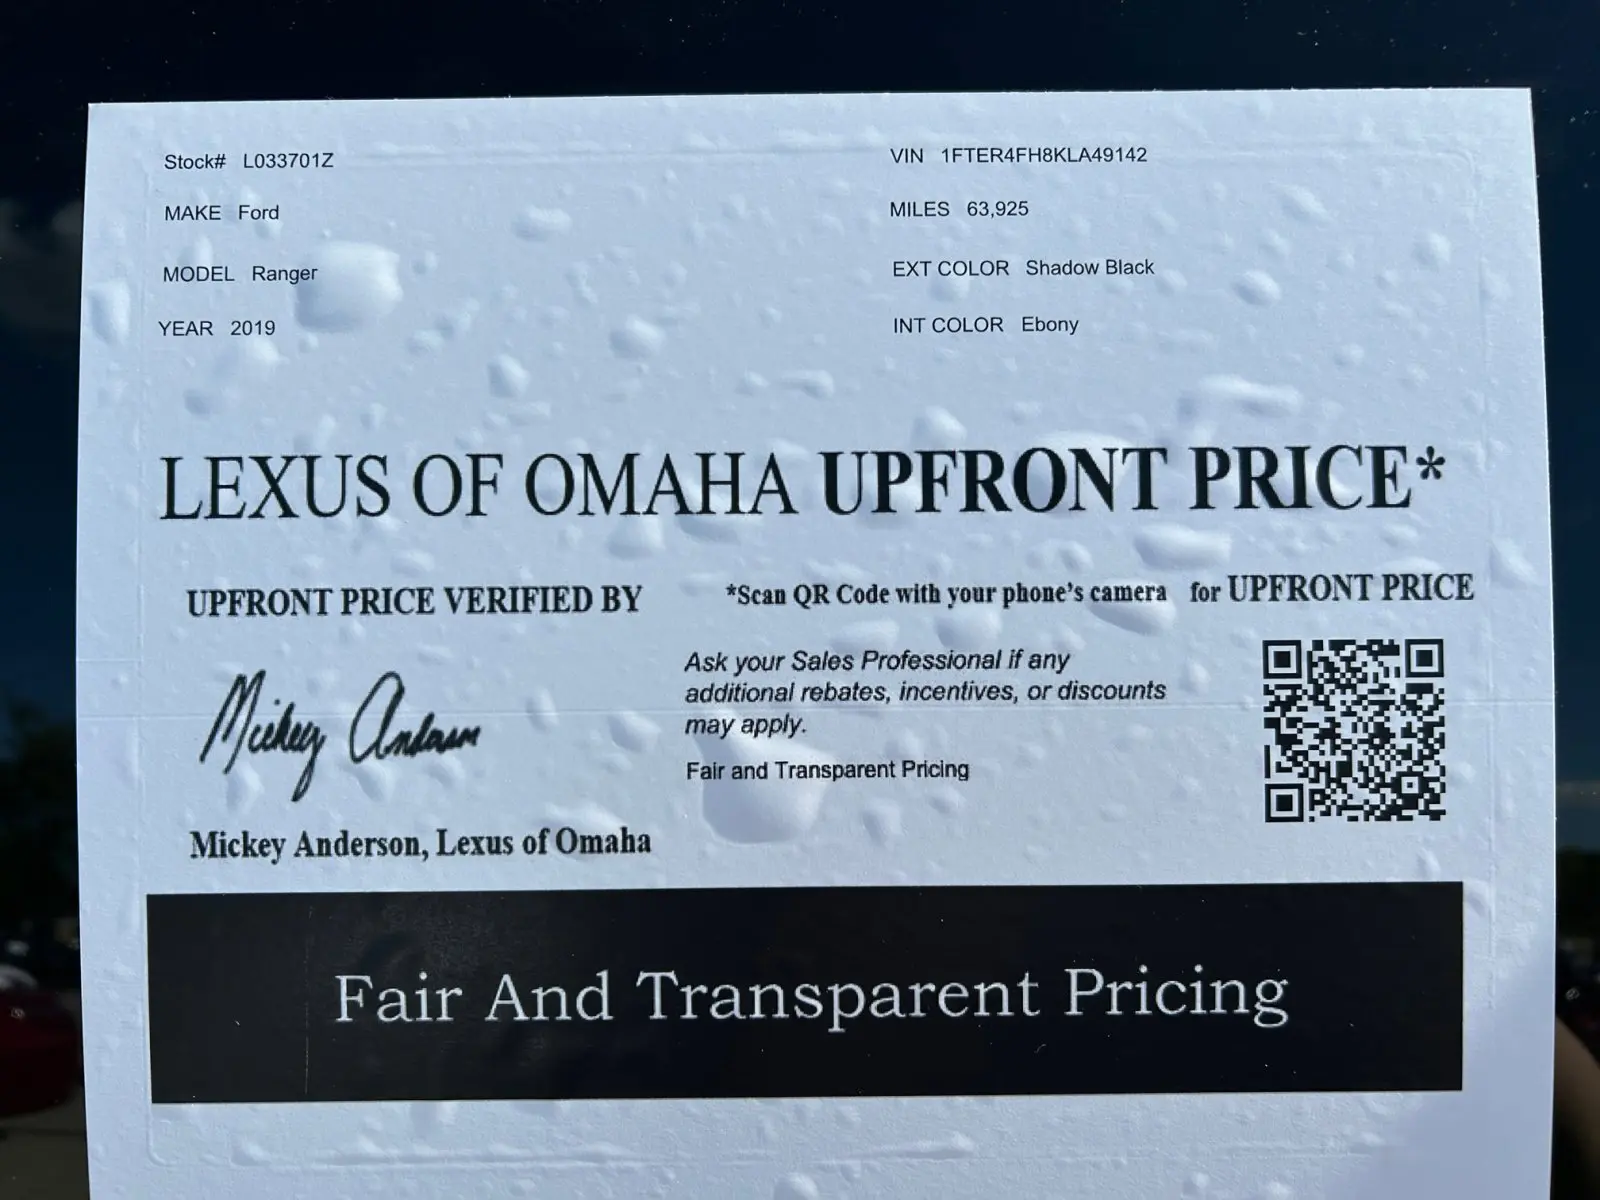 Stock# L033701Z
VIN 1FTER4FH8KLA49142
MAKE Ford
MILES 63,925
MODEL Ranger
EXT COLOR Shadow Black
YEAR 2019
INT COLOR Ebony
LEXUS OF OMAHA UPFRONT PRICE*
UPFRONT PRICE VERIFIED BY
*Scan QR Code with your phone's camera for UPFRONT PRICE
Mickey Anderson
Ask your Sales Professional if any
additional rebates, incentives, or discounts
may apply.
Fair and Transparent Pricing
Mickey Anderson, Lexus of Omaha
Fair And Transparent Pricing